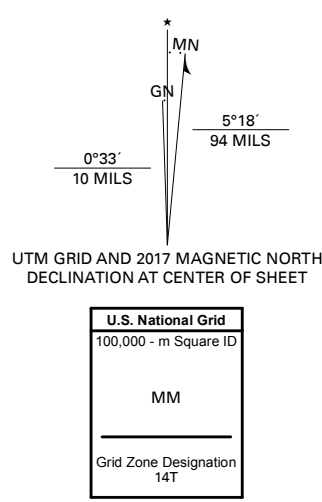 ★
MN
GN
5°18´
94 MILS
0°33´
10 MILS
UTM GRID AND 2017 MAGNETIC NORTH
DECLINATION AT CENTER OF SHEET
U.S. National Grid
100,000 - m Square ID
MM
Grid Zone Designation
14T